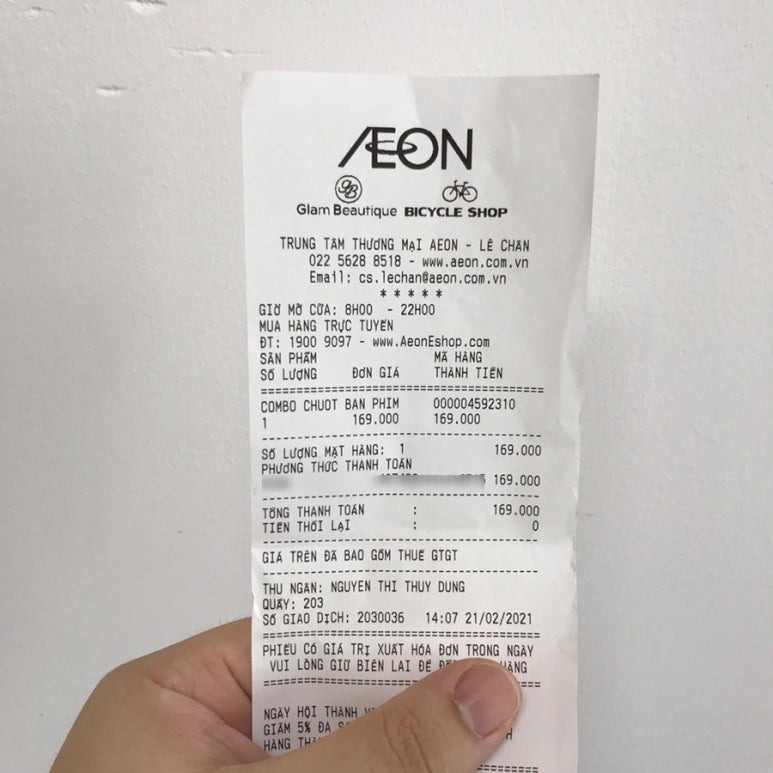 ÆON
gB
Glam Beautique BICYCLE SHOP
TRUNG TÂM THƯƠNG MẠI AEON - LÊ CHÂN
022 5628 8518 - www.aeon.com.vn
Email: cs.lechan@aeon.com.vn
* * * * *
GIỜ MỞ CỬA: 8H00 - 22H00
MUA HÀNG TRỰC TUYẾN
ĐT: 1900 9097 - www.AeonEshop.com
SẢN PHẨM MÃ HÀNG
SỐ LƯỢNG ĐƠN GIÁ THÀNH TIỀN
COMBO CHUOT BAN PHIM 000004592310
1 169.000 169.000
SỐ LƯỢNG MẶT HÀNG: 1 169.000
PHƯƠNG THỨC THANH TOÁN
169.000
TỔNG THANH TOÁN : 169.000
TIỀN THỐI LẠI : 0
GIÁ TRÊN ĐÃ BAO GỒM THUẾ GTGT
THU NGÂN: NGUYEN THI THUY DUNG
QUẦY: 203
SỐ GIAO DỊCH: 2030036 14:07 21/02/2021
PHIẾU CÓ GIÁ TRỊ XUẤT HÓA ĐƠN TRONG NGÀY
VUI LÒNG GIỮ BIÊN LAI ĐỂ HÀNG
NGÀY HỘI THÀNH
GIẢM 5% ĐA
HÀNG